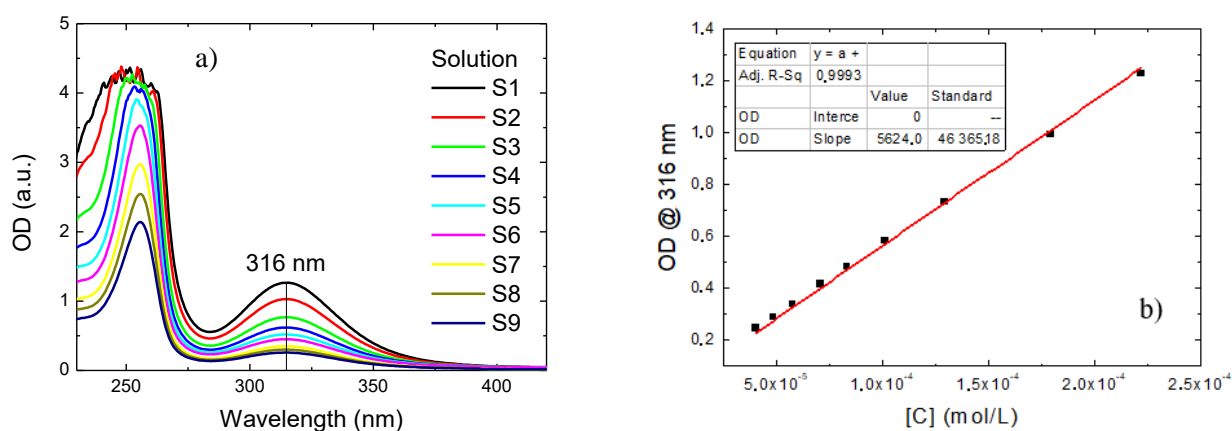 a)
Solution
S1
S2
S3
S4
S5
S6
S7
S8
S9
316 nm
5
4
3
2
1
0
OD (a.u.)
250
300
350
400
Wavelength (nm)
Equation y = a +
Adj. R-Sq 0,9993
Value Standard
OD Interce 0 --
OD Slope 5624,0 46 365,18
b)
1.4
1.2
1.0
0.8
0.6
0.4
0.2
OD @ 316 nm
5.0x10⁻⁵
1.0x10⁻⁴
1.5x10⁻⁴
2.0x10⁻⁴
2.5x10⁻⁴
[C] (mol/L)